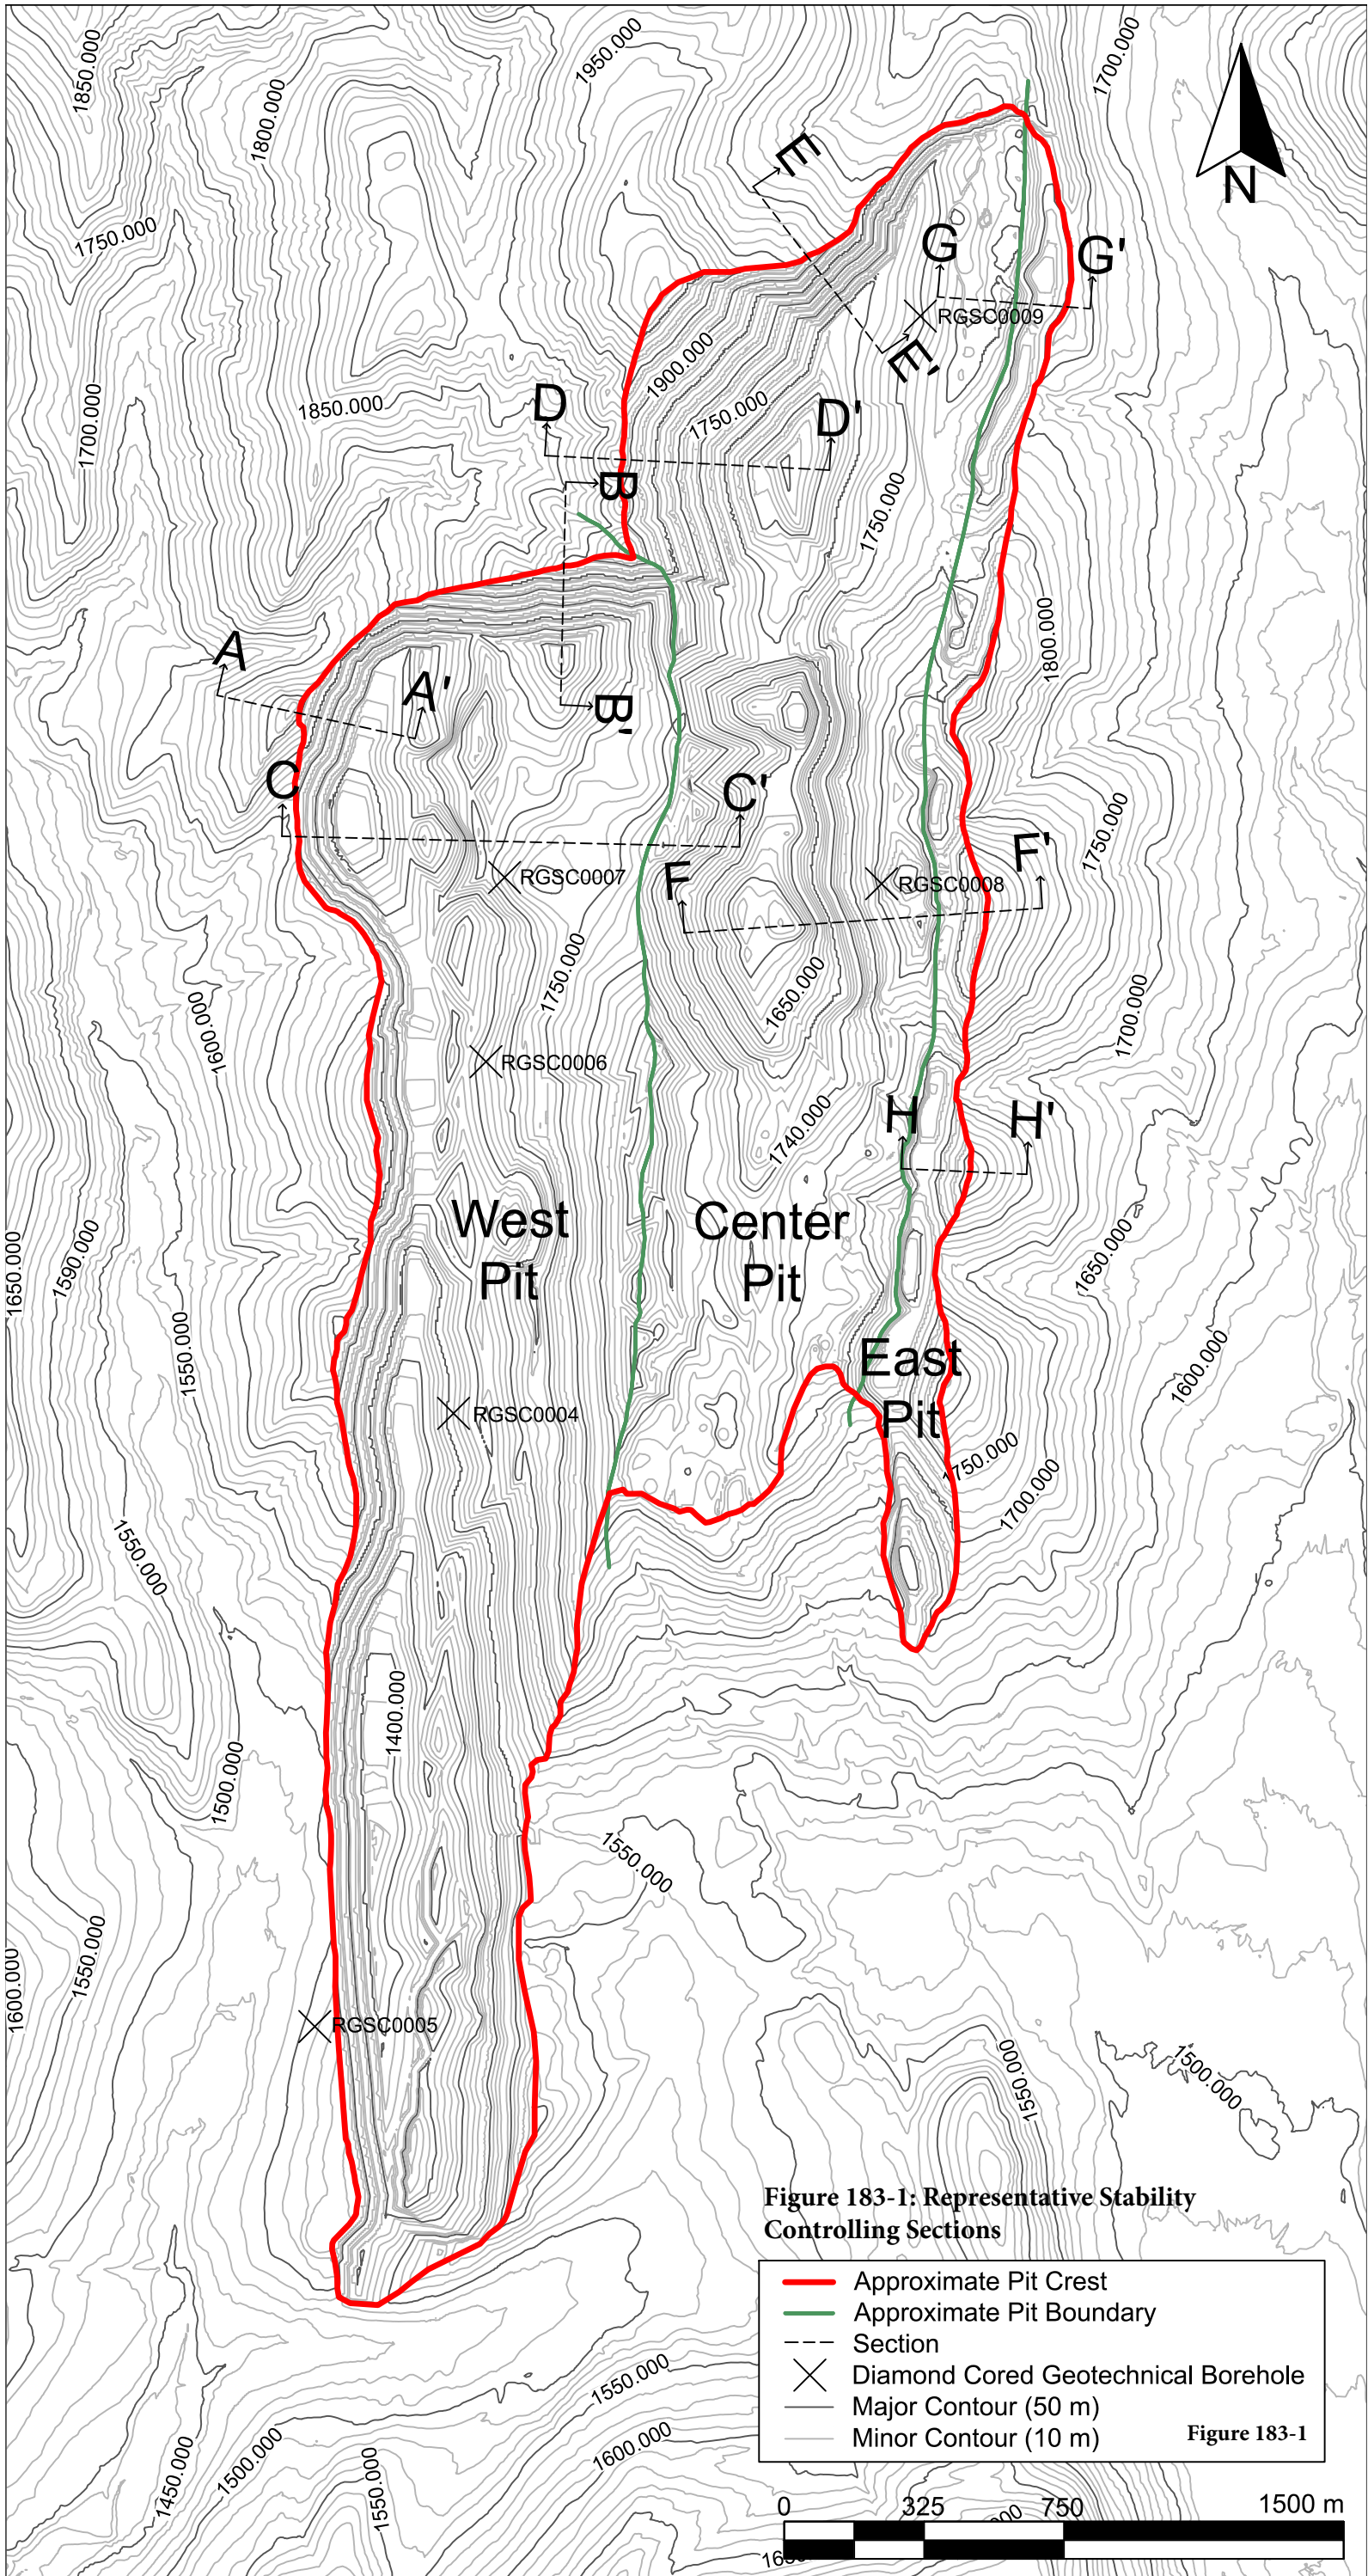 1850.000
1950.000
1700.000
1800.000
E
N
1750.000
G
G'
RGSC0009
1900.000
E'
1700.000
1850.000
D
1750.000
D'
B
1750.000
1800.000
A
A'
B'
C
C'
1750.000
F'
F
RGSC0007
RGSC0008
1750.000
1650.000
1600.000
1700.000
RGSC0006
1740.000
H
H'
West
Pit
Center
Pit
1650.000
1590.000
1650.000
1550.000
East
Pit
1600.000
RGSC0004
1750.000
1700.000
1550.000
1400.000
1500.000
1550.000
1550.000
1600.000
RGSC0005
1550.000
1500.000
Figure 183-1: Representative Stability
Controlling Sections
Approximate Pit Crest
Approximate Pit Boundary
Section
Diamond Cored Geotechnical Borehole
Major Contour (50 m)
Minor Contour (10 m)
Figure 183-1
1550.000
1600.000
1450.000
1500.000
1550.000
0 325 750 1500 m